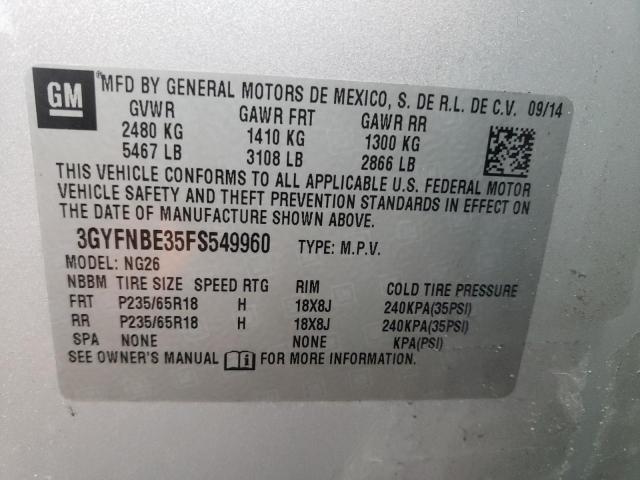 GM
® MFD BY GENERAL MOTORS DE MEXICO, S. DE R.L. DE C.V. 09/14
GVWR GAWR FRT GAWR RR
2480 KG 1410 KG 1300 KG
5467 LB 3108 LB 2866 LB
THIS VEHICLE CONFORMS TO ALL APPLICABLE U.S. FEDERAL MOTOR
VEHICLE SAFETY AND THEFT PREVENTION STANDARDS IN EFFECT ON
THE DATE OF MANUFACTURE SHOWN ABOVE.
3GYFNBE35FS549960 TYPE: M.P.V.
MODEL: NG26
NBBM TIRE SIZE SPEED RTG RIM COLD TIRE PRESSURE
FRT P235/65R18 H 18X8J 240KPA(35PSI)
RR P235/65R18 H 18X8J 240KPA(35PSI)
SPA NONE NONE KPA(PSI)
SEE OWNER'S MANUAL FOR MORE INFORMATION.